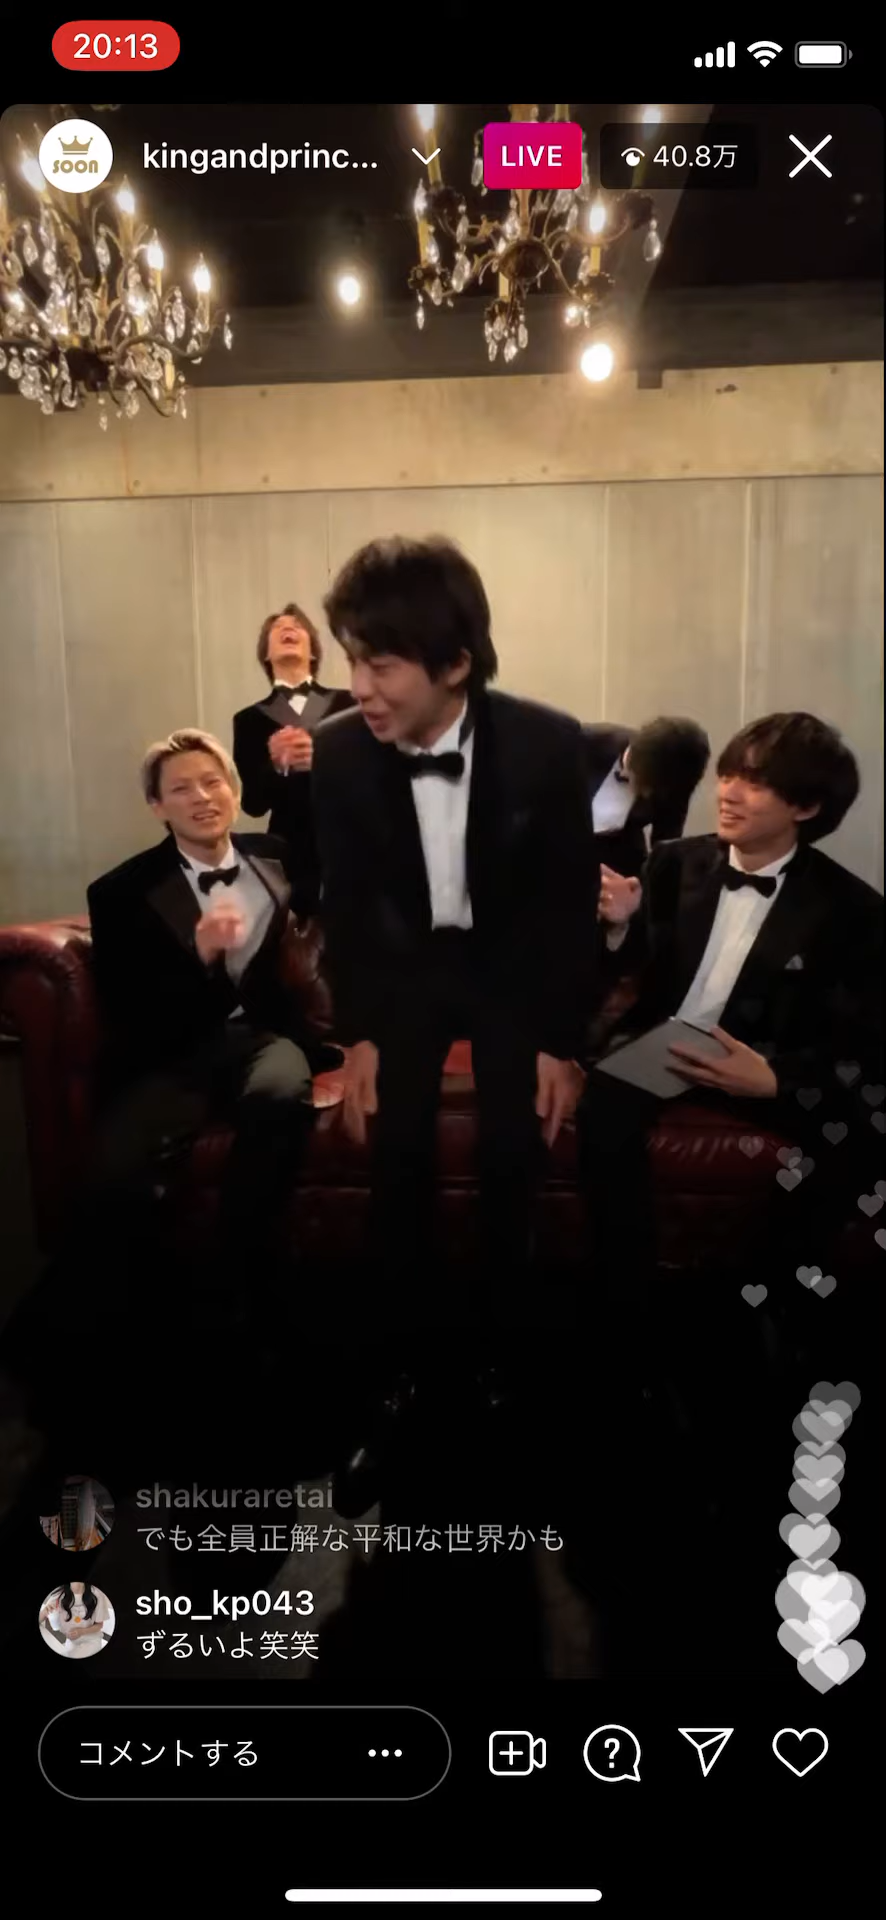 20:13
soon
kingandprinc...
LIVE
40.8万
shakuraretai
でも全員正解な平和な世界かも
sho_kp043
ずるいよ笑笑
コメントする